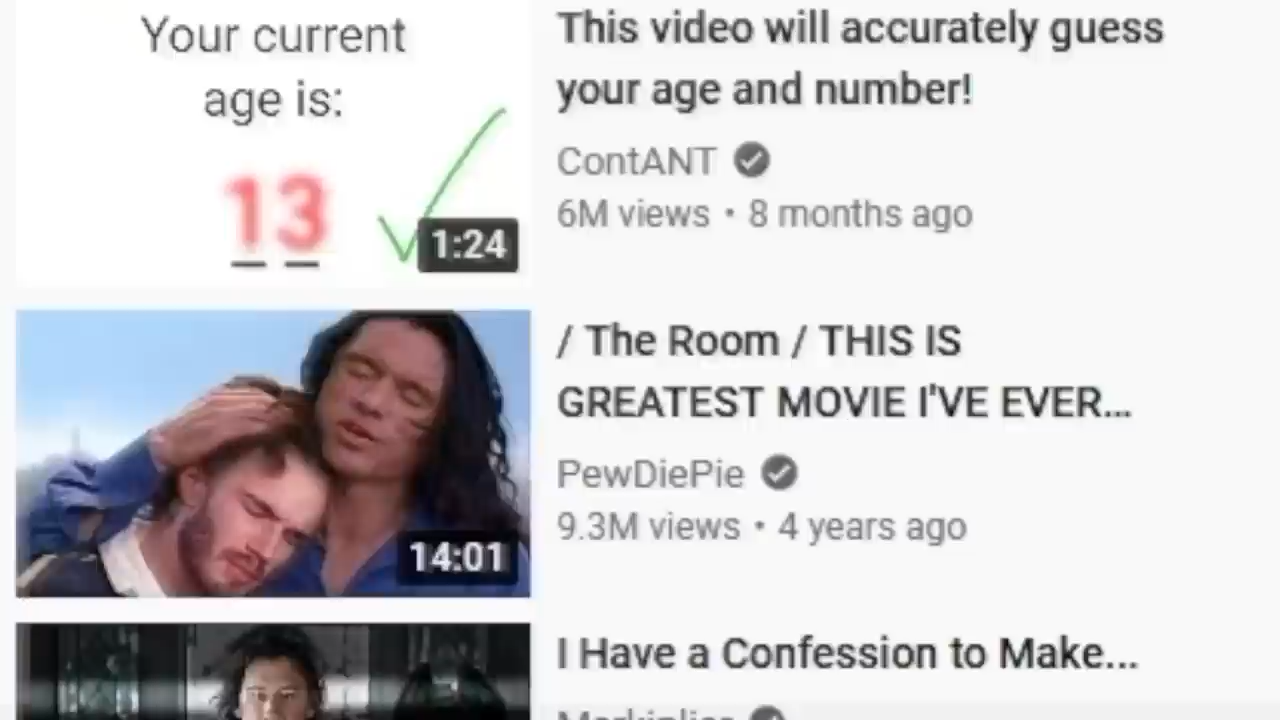 Your current
age is:
13
1:24
This video will accurately guess
your age and number!
ContANT
6M views • 8 months ago
14:01
/ The Room / THIS IS
GREATEST MOVIE I'VE EVER...
PewDiePie
9.3M views • 4 years ago
I Have a Confession to Make...